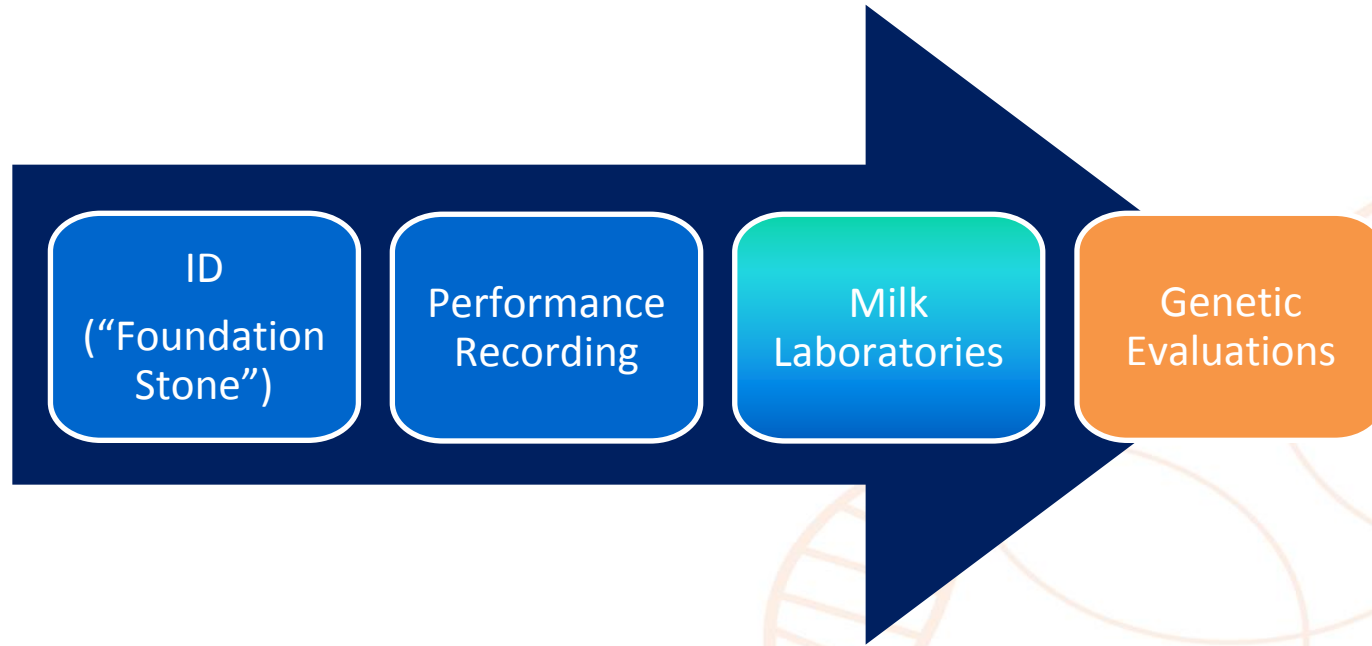 ID
(“Foundation
Stone”)
Performance
Recording
Milk
Laboratories
Genetic
Evaluations